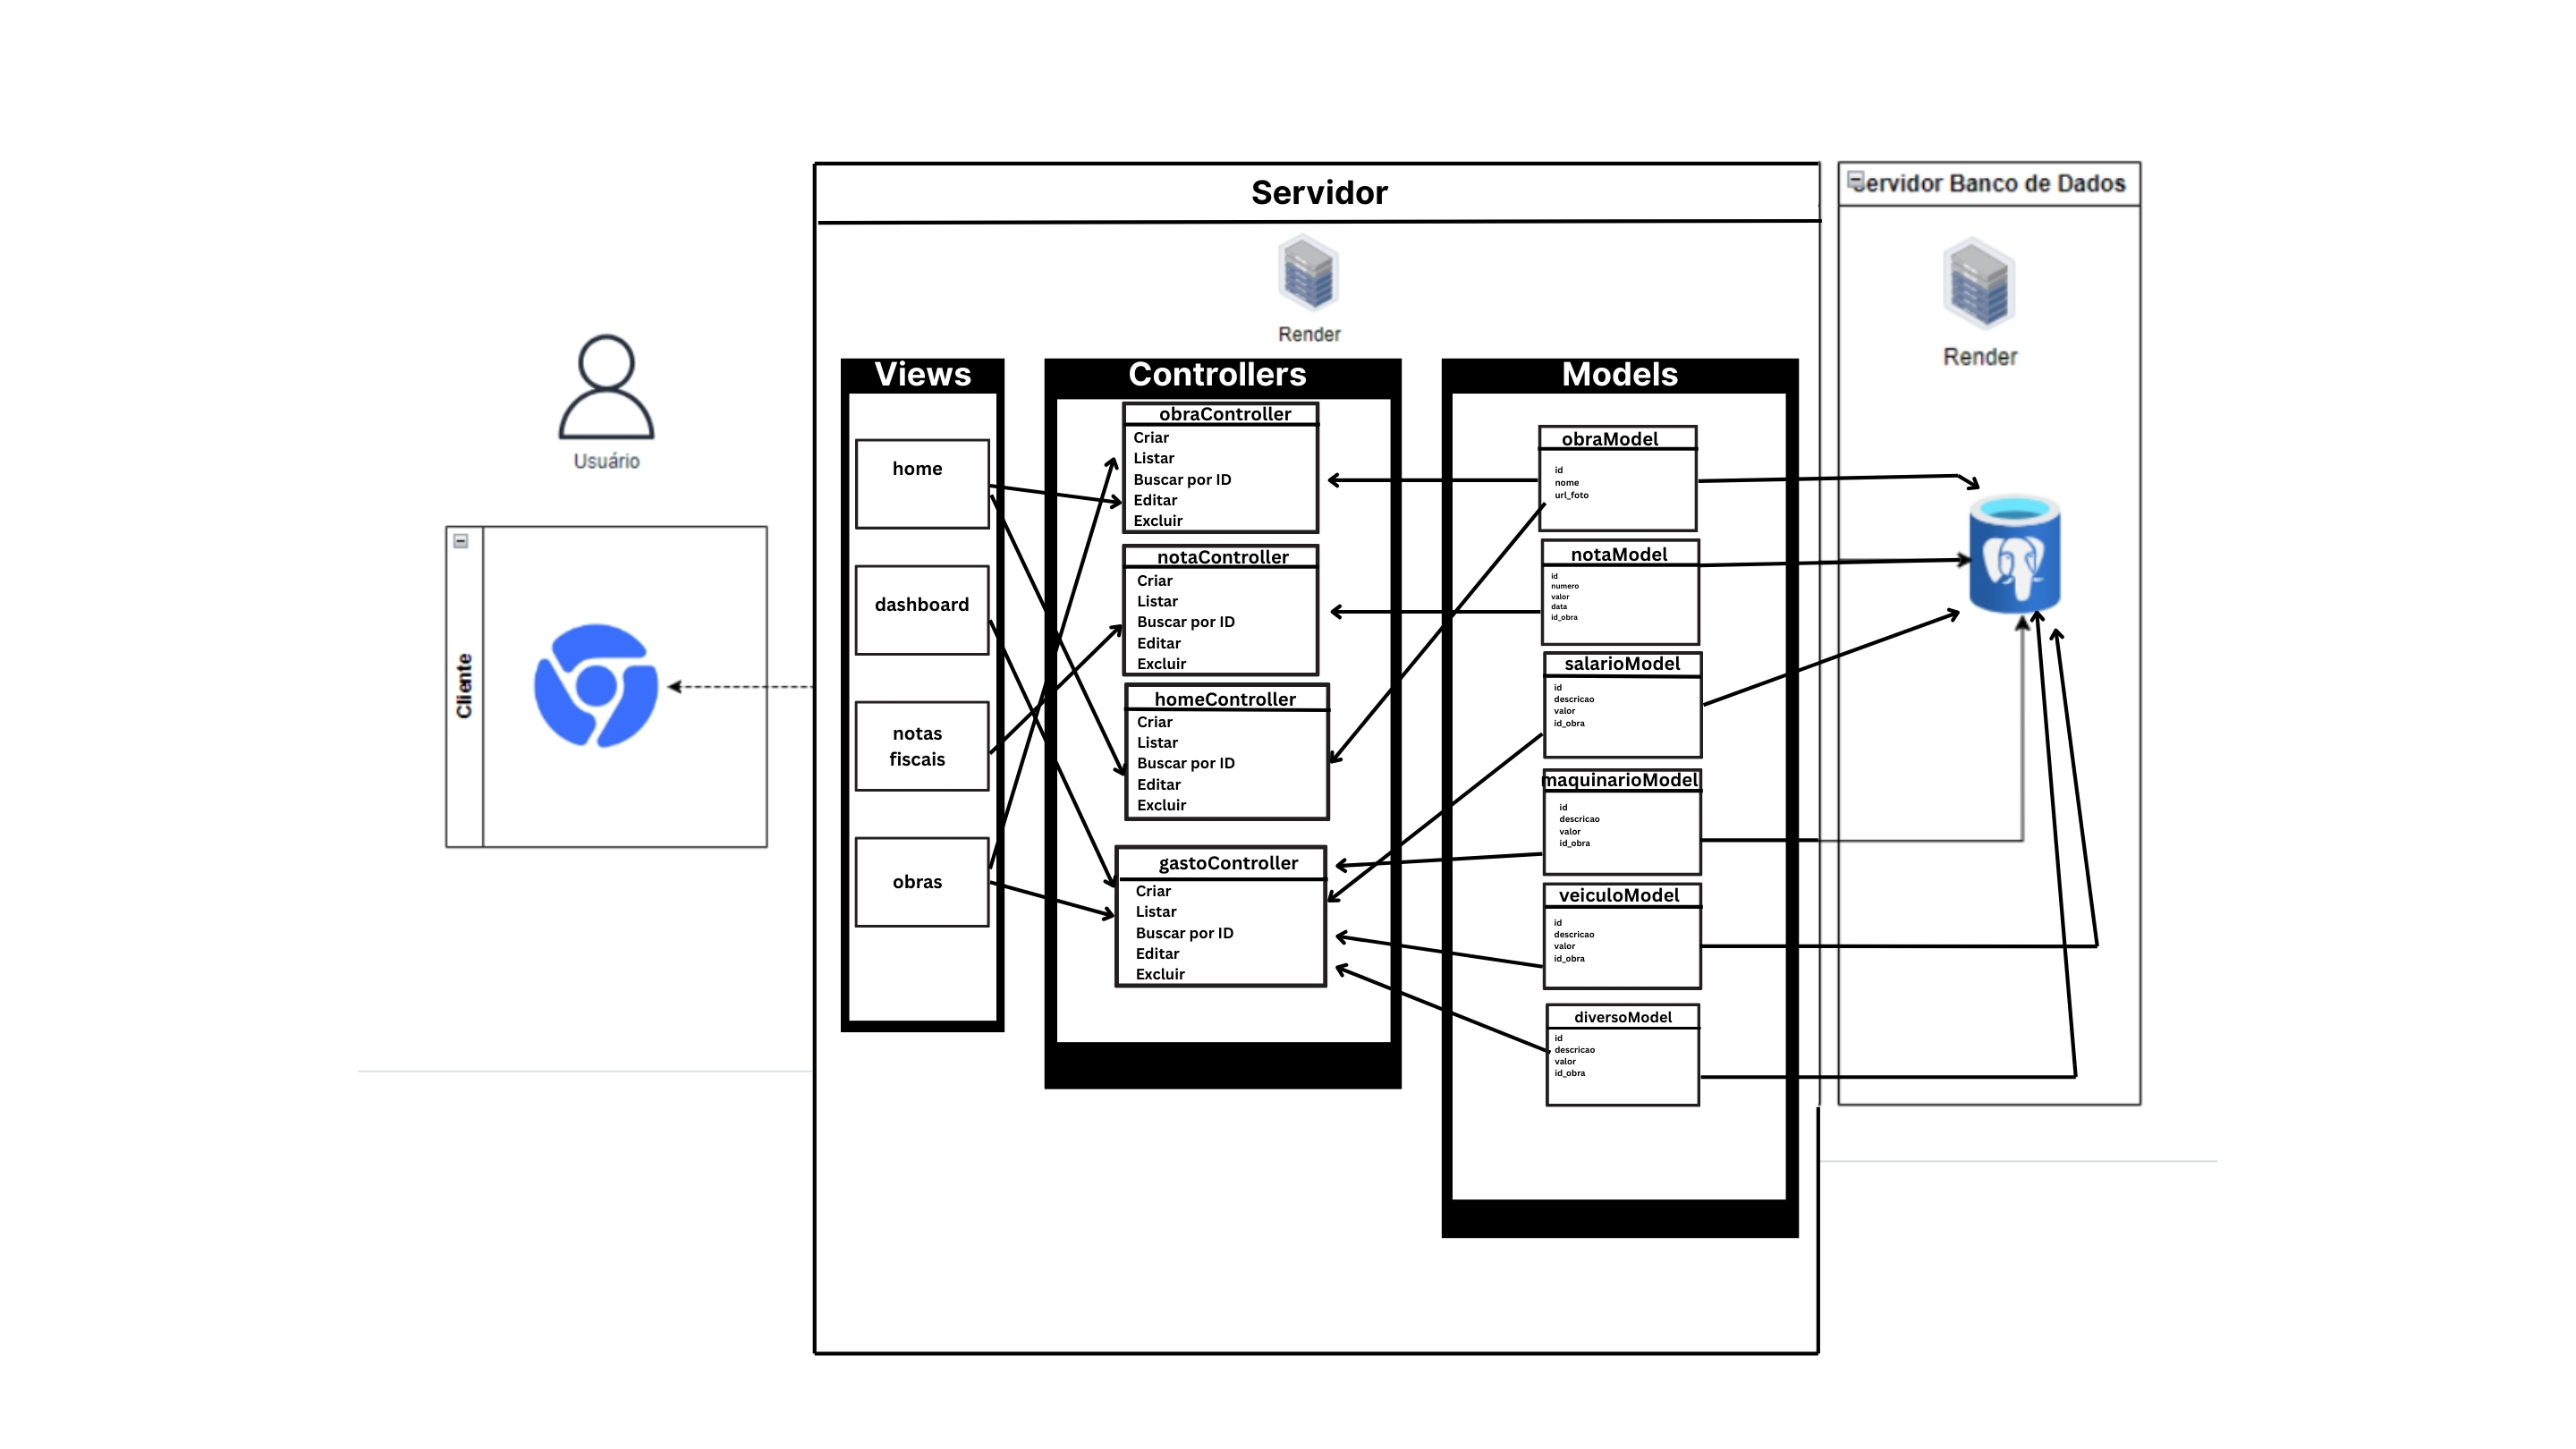 Servidor
Render
Servidor Banco de Dados
Render
Usuário
Cliente
Views
home
dashboard
notas
fiscais
obras
Controllers
obraController
Criar
Listar
Buscar por ID
Editar
Excluir
notaController
Criar
Listar
Buscar por ID
Editar
Excluir
homeController
Criar
Listar
Buscar por ID
Editar
Excluir
gastoController
Criar
Listar
Buscar por ID
Editar
Excluir
Models
obraModel
id
nome
url_foto
notaModel
id
numero
valor
data
id_obra
salarioModel
id
descricao
valor
id_obra
maquinarioModel
id
descricao
valor
id_obra
veiculoModel
id
descricao
valor
id_obra
diversoModel
id
descricao
valor
id_obra